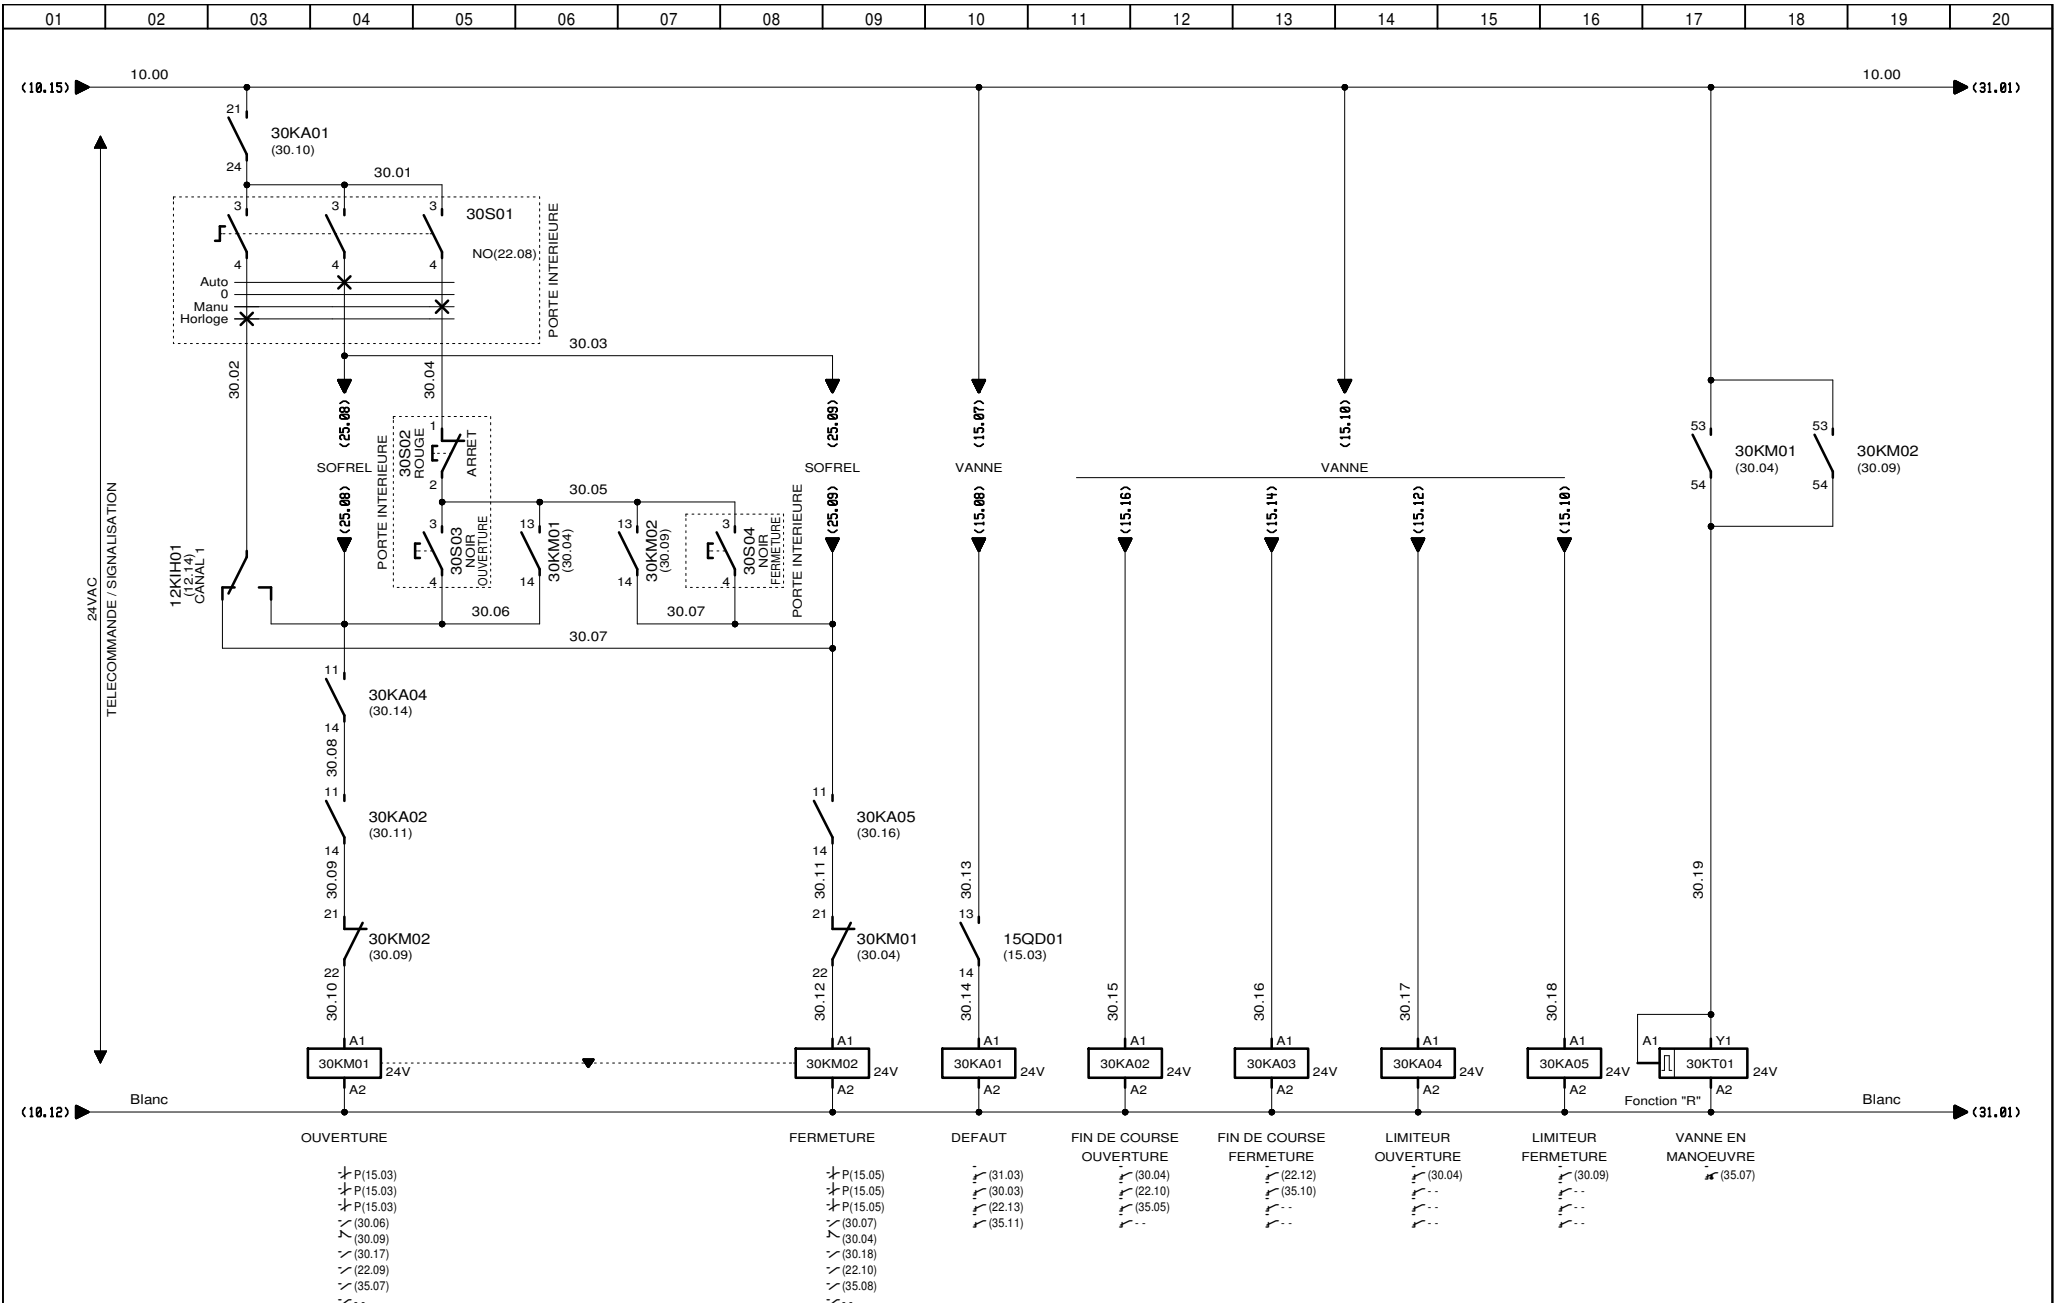 01 02 03 04 05 06 07 08 09 10 11 12 13 14 15 16 17 18 19 20
(10.15) 10.00 10.00 (31.01)
21
30KA01
(30.10)
24
30.01
3 3 3
30S01
NO(22.08)
4 4 4
Auto
0
Manu
Horloge
PORTE INTERIEURE
30.03
30.02
30.04
(25.08)
SOFREL
(25.08)
PORTE INTERIEURE
1
30S02
ROUGE
ARRET
2
30.05
3
30S03
NOIR
OUVERTURE
4
13
30KM01
(30.04)
14
13
30KM02
(30.09)
14
3
30S04
NOIR
FERMETURE
4
PORTE INTERIEURE
(25.09)
SOFREL
(25.09)
(15.07)
VANNE
(15.08)
(15.10)
VANNE
(15.16)
(15.14)
(15.12)
(15.10)
53
30KM01
(30.04)
54
53
30KM02
(30.09)
54
24VAC
TELECOMMANDE / SIGNALISATION
12KIH01
(12.14)
CANAL 1
30.06
30.07
30.07
11
30KA04
(30.14)
14
30.08
11
30KA02
(30.11)
14
30.09
21
30KM02
(30.09)
22
30.10
11
30KA05
(30.16)
14
30.11
21
30KM01
(30.04)
22
30.12
30.13
13
15QD01
(15.03)
14
30.14
30.15
30.16
30.17
30.18
30.19
A1 A1 A1 A1 A1 A1 A1 A1 Y1
30KM01 24V
30KM02 24V
30KA01 24V
30KA02 24V
30KA03 24V
30KA04 24V
30KA05 24V
30KT01 24V
A2 A2 A2 A2 A2 A2 A2 A2
Fonction "R"
(10.12) Blanc Blanc (31.01)
OUVERTURE
P(15.03)
P(15.03)
P(15.03)
(30.06)
(30.09)
(30.17)
(22.09)
(35.07)
- -
FERMETURE
P(15.05)
P(15.05)
P(15.05)
(30.07)
(30.04)
(30.18)
(22.10)
(35.08)
- -
DEFAUT
(31.03)
(30.03)
(22.13)
(35.11)
FIN DE COURSE
OUVERTURE
(30.04)
(22.10)
(35.05)
- -
FIN DE COURSE
FERMETURE
(22.12)
(35.10)
- -
- -
LIMITEUR
OUVERTURE
(30.04)
- -
- -
- -
LIMITEUR
FERMETURE
(30.09)
- -
- -
- -
VANNE EN
MANOEUVRE
(35.07)